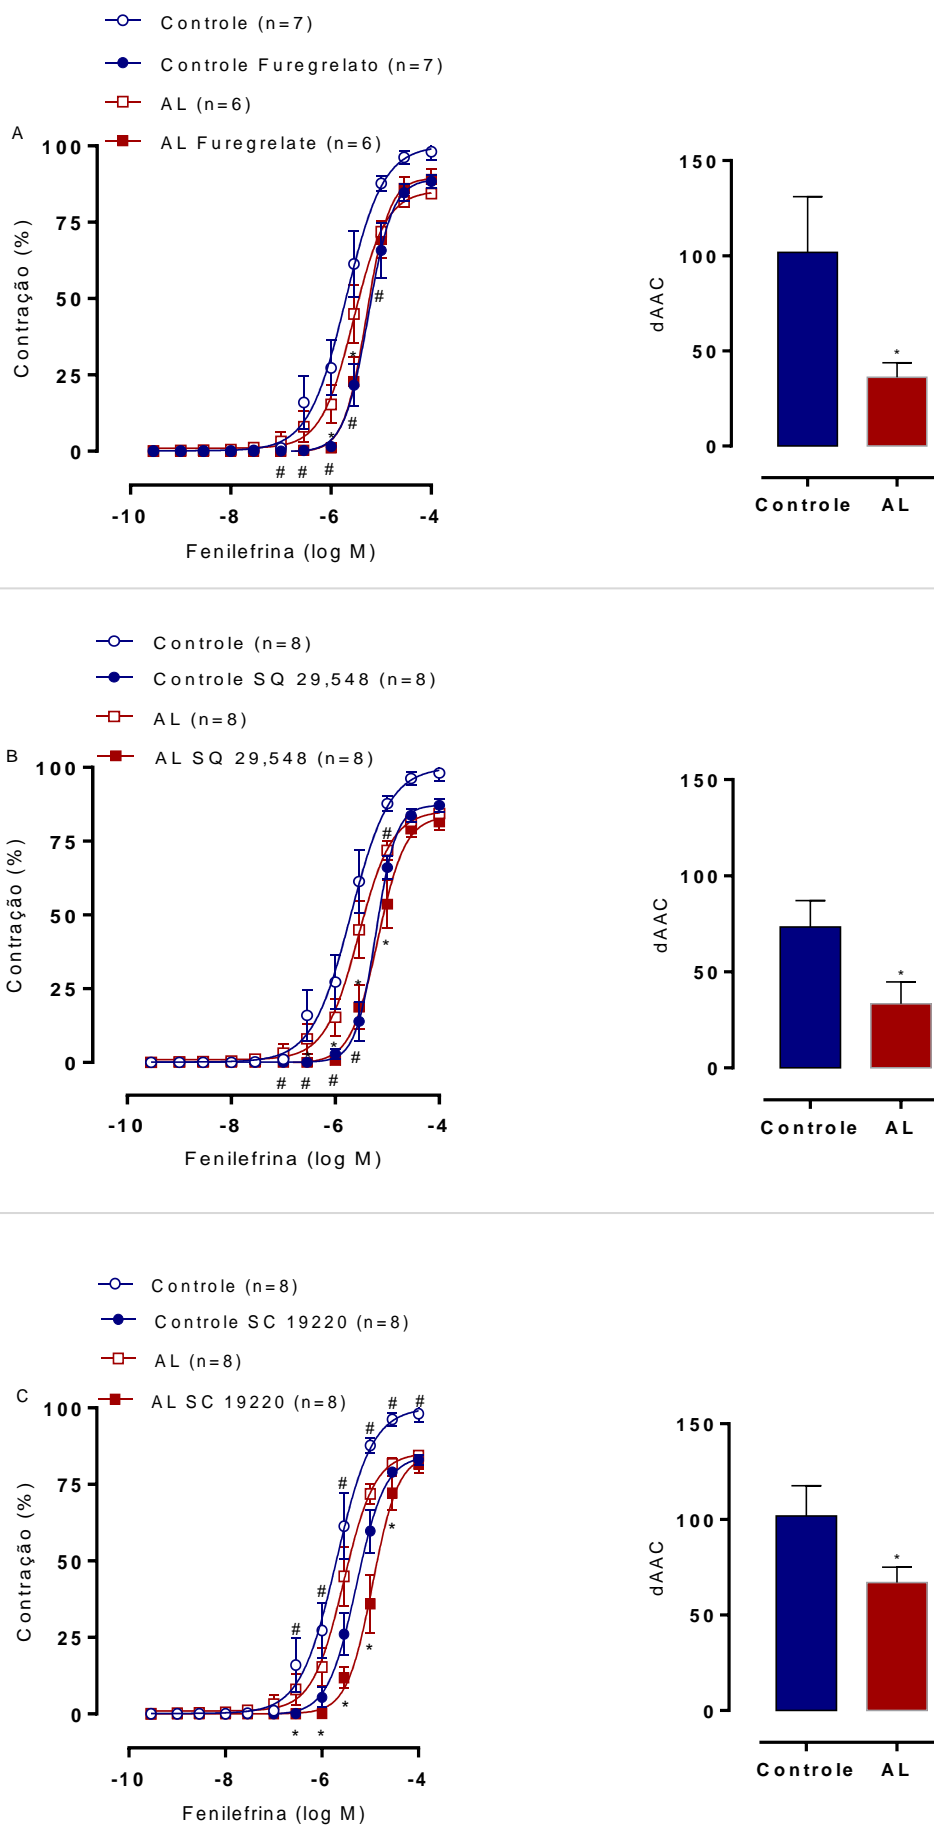 Controle (n=7)
Controle Furegrelato (n=7)
AL (n=6)
AL Furegrelate (n=6)
A
100
75
50
25
0
Contração (%)
* *
# # # # #
-10 -8 -6 -4
Fenilefrina (log M)
150
100
50
0
dAAC
*
Controle AL
Controle (n=8)
Controle SQ 29,548 (n=8)
AL (n=8)
AL SQ 29,548 (n=8)
B
100
75
50
25
0
Contração (%)
#
* * *
# # # #
-10 -8 -6 -4
Fenilefrina (log M)
150
100
50
0
dAAC
*
Controle AL
Controle (n=8)
Controle SC 19220 (n=8)
AL (n=8)
AL SC 19220 (n=8)
C
100
75
50
25
0
Contração (%)
# # # # # #
* * * * *
-10 -8 -6 -4
Fenilefrina (log M)
150
100
50
0
dAAC
*
Controle AL